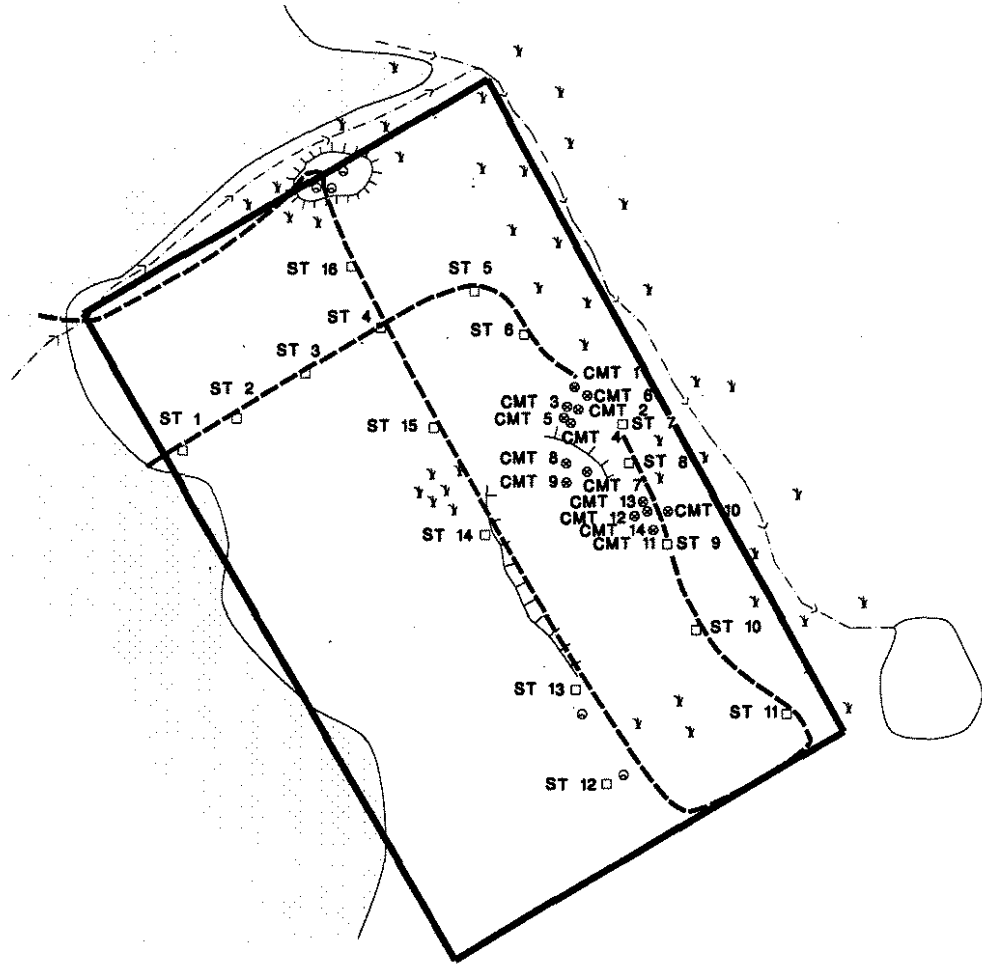 ST 5
ST 16
ST 4
ST 6
ST 3
CMT 1
ST 2
CMT 6
CMT 3
CMT 2
ST 1
CMT 5
ST 7
ST 15
CMT 4
CMT 8
ST 8
CMT 9
CMT 7
CMT 13
CMT 10
CMT 12
CMT 14
ST 14
CMT 11
ST 9
ST 10
ST 13
ST 11
ST 12